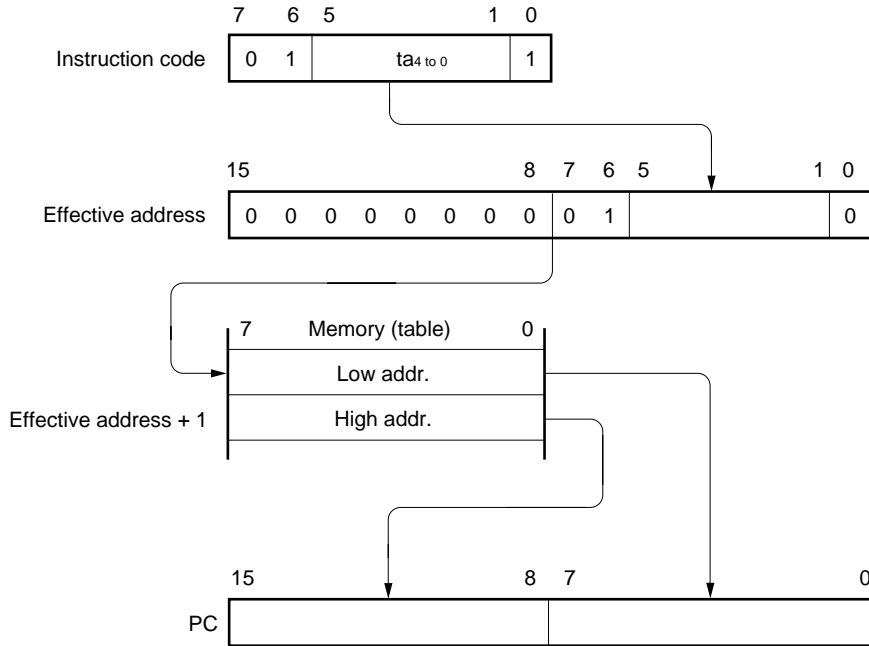 7 6 5 1 0
Instruction code 0 1 ta4 to 0 1
15 8 7 6 5 1 0
Effective address 0 0 0 0 0 0 0 0 0 1 0
7 Memory (table) 0
Low addr.
Effective address + 1 High addr.
15 8 7 0
PC